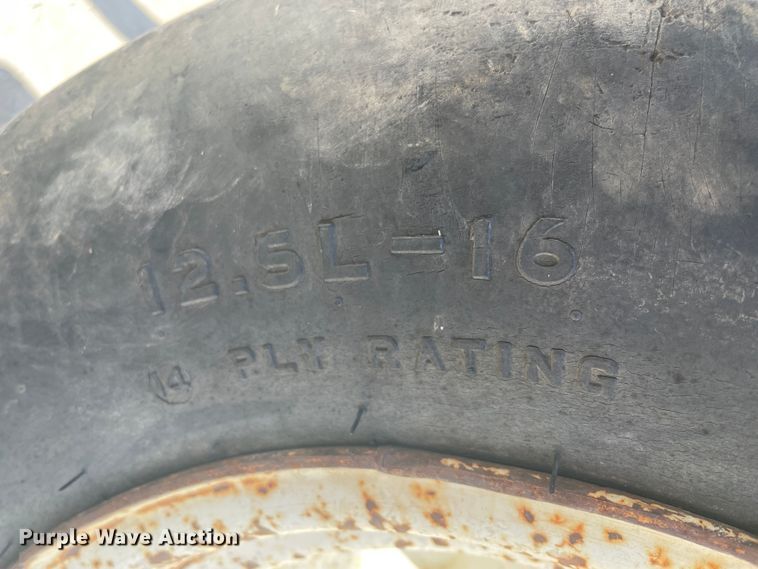 12.5L=16
14 PLY RATING
Purple Wave Auction